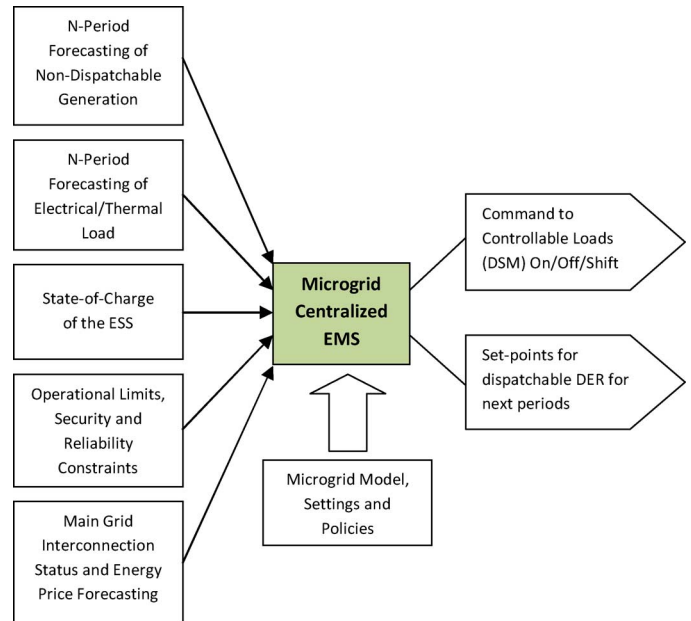 N-Period
Forecasting of
Non-Dispatchable
Generation
N-Period
Forecasting of
Electrical/Thermal
Load
State-of-Charge
of the ESS
Operational Limits,
Security and
Reliability
Constraints
Main Grid
Interconnection
Status and Energy
Price Forecasting
Microgrid
Centralized
EMS
Microgrid Model,
Settings and
Policies
Command to
Controllable Loads
(DSM) On/Off/Shift
Set-points for
dispatchable DER for
next periods